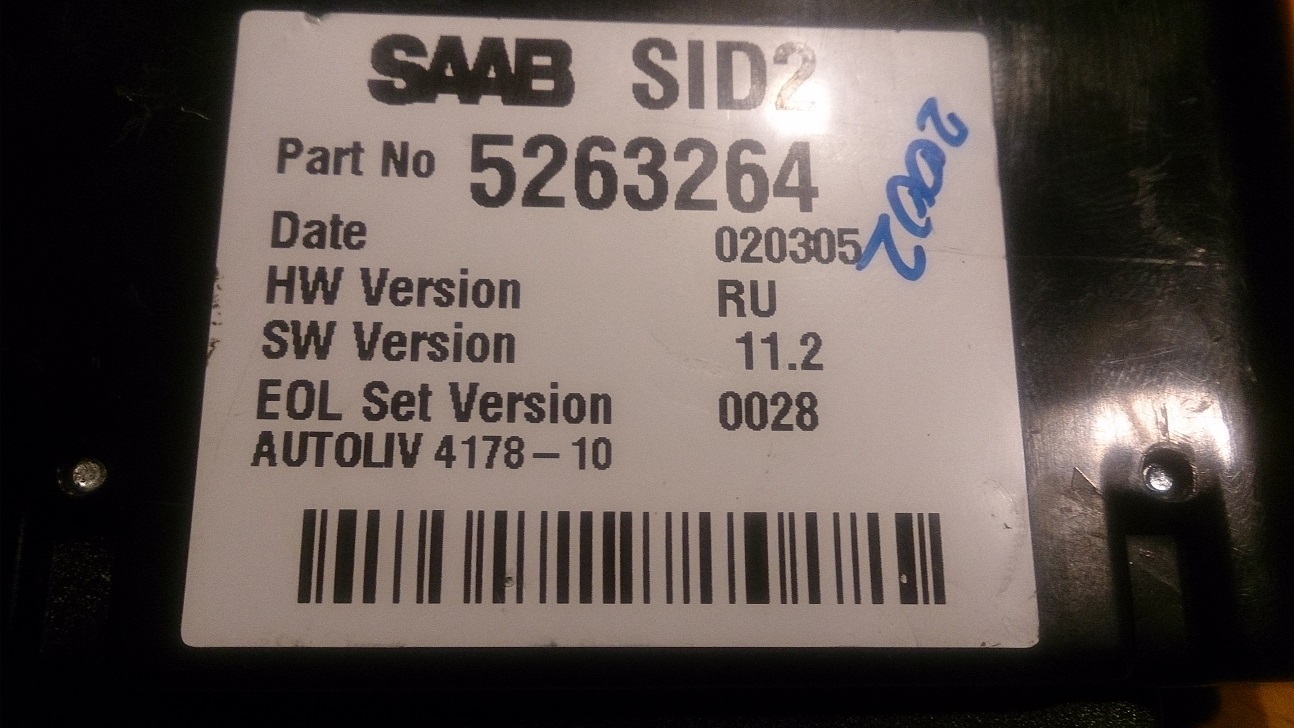 SAAB SID2
Part No 5263264
2002
Date 020305
HW Version RU
SW Version 11.2
EOL Set Version 0028
AUTOLIV 4178-10